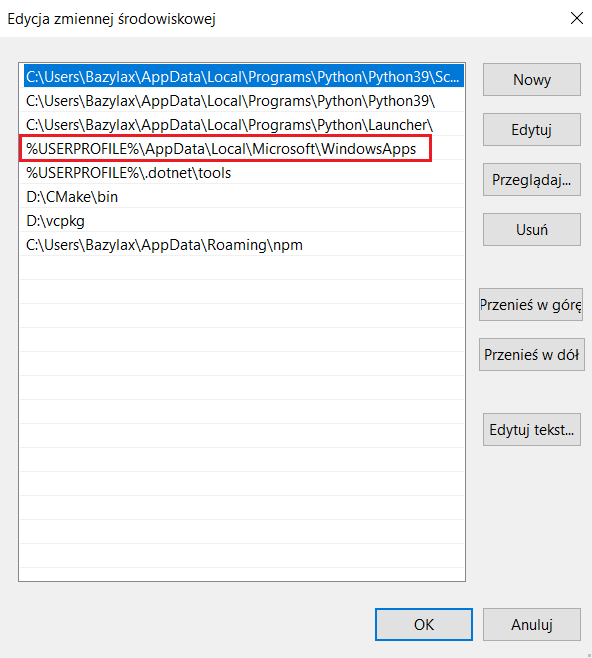 Edycja zmiennej środowiskowej
C:\Users\Bazylax\AppData\Local\Programs\Python\Python39\Sc...
C:\Users\Bazylax\AppData\Local\Programs\Python\Python39\
C:\Users\Bazylax\AppData\Local\Programs\Python\Launcher\
%USERPROFILE%\AppData\Local\Microsoft\WindowsApps
%USERPROFILE%\.dotnet\tools
D:\CMake\bin
D:\vcpkg
C:\Users\Bazylax\AppData\Roaming\npm
Nowy
Edytuj
Przeglądaj...
Usuń
Przenieś w górę
Przenieś w dół
Edytuj tekst...
OK
Anuluj